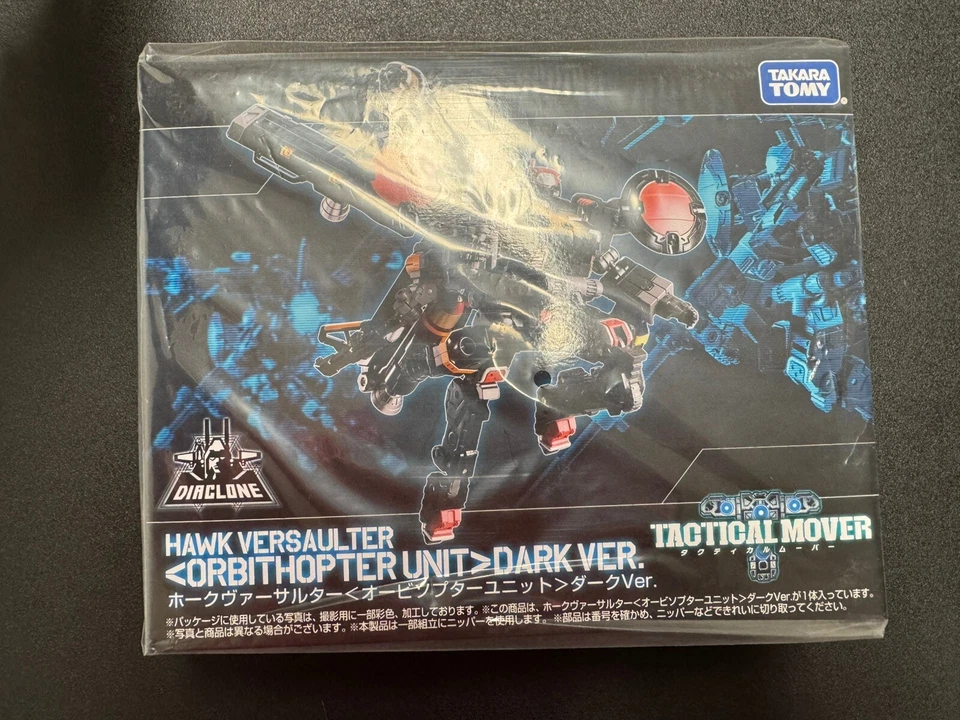 TAKARA
TOMY
DIACLONE
TACTICAL MOVER
タクティカルムーバー
HAWK VERSAULTER
<ORBITHOPTER UNIT>DARK VER.
ホークヴァーサルター<オービソプターユニット>ダークVer.
※パッケージに使用している写真は、撮影用に一部彩色、加工しております。※この商品は、ホークヴァーサルター<オービソプターユニット>ダークVer.が1体入っています。
※写真と商品は異なる場合がございます。※本製品は一部組立にニッパーを使用します。※部品は番号を確かめ、ニッパーなどできれいに切り取ってください。